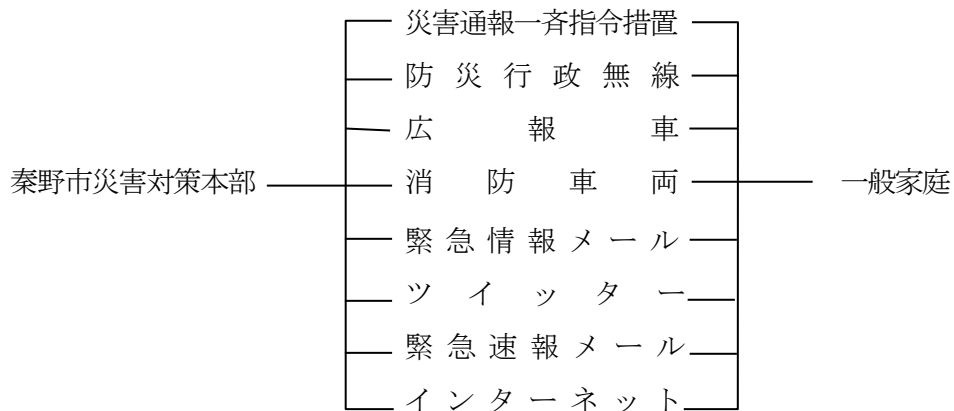 災害通報一斉指令措置
防災行政無線
広報車
秦野市災害対策本部
消防車両
一般家庭
緊急情報メール
ツイッター
緊急速報メール
インターネット